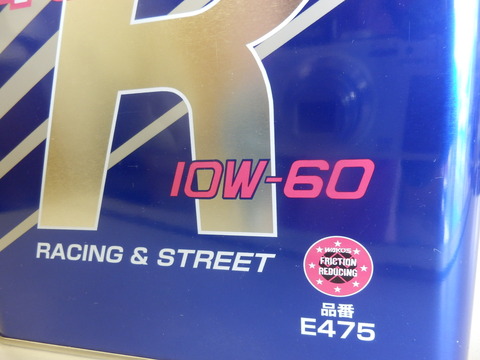 R
10W-60
RACING & STREET
WAKO'S
FRICTION
REDUCING
品番
E475